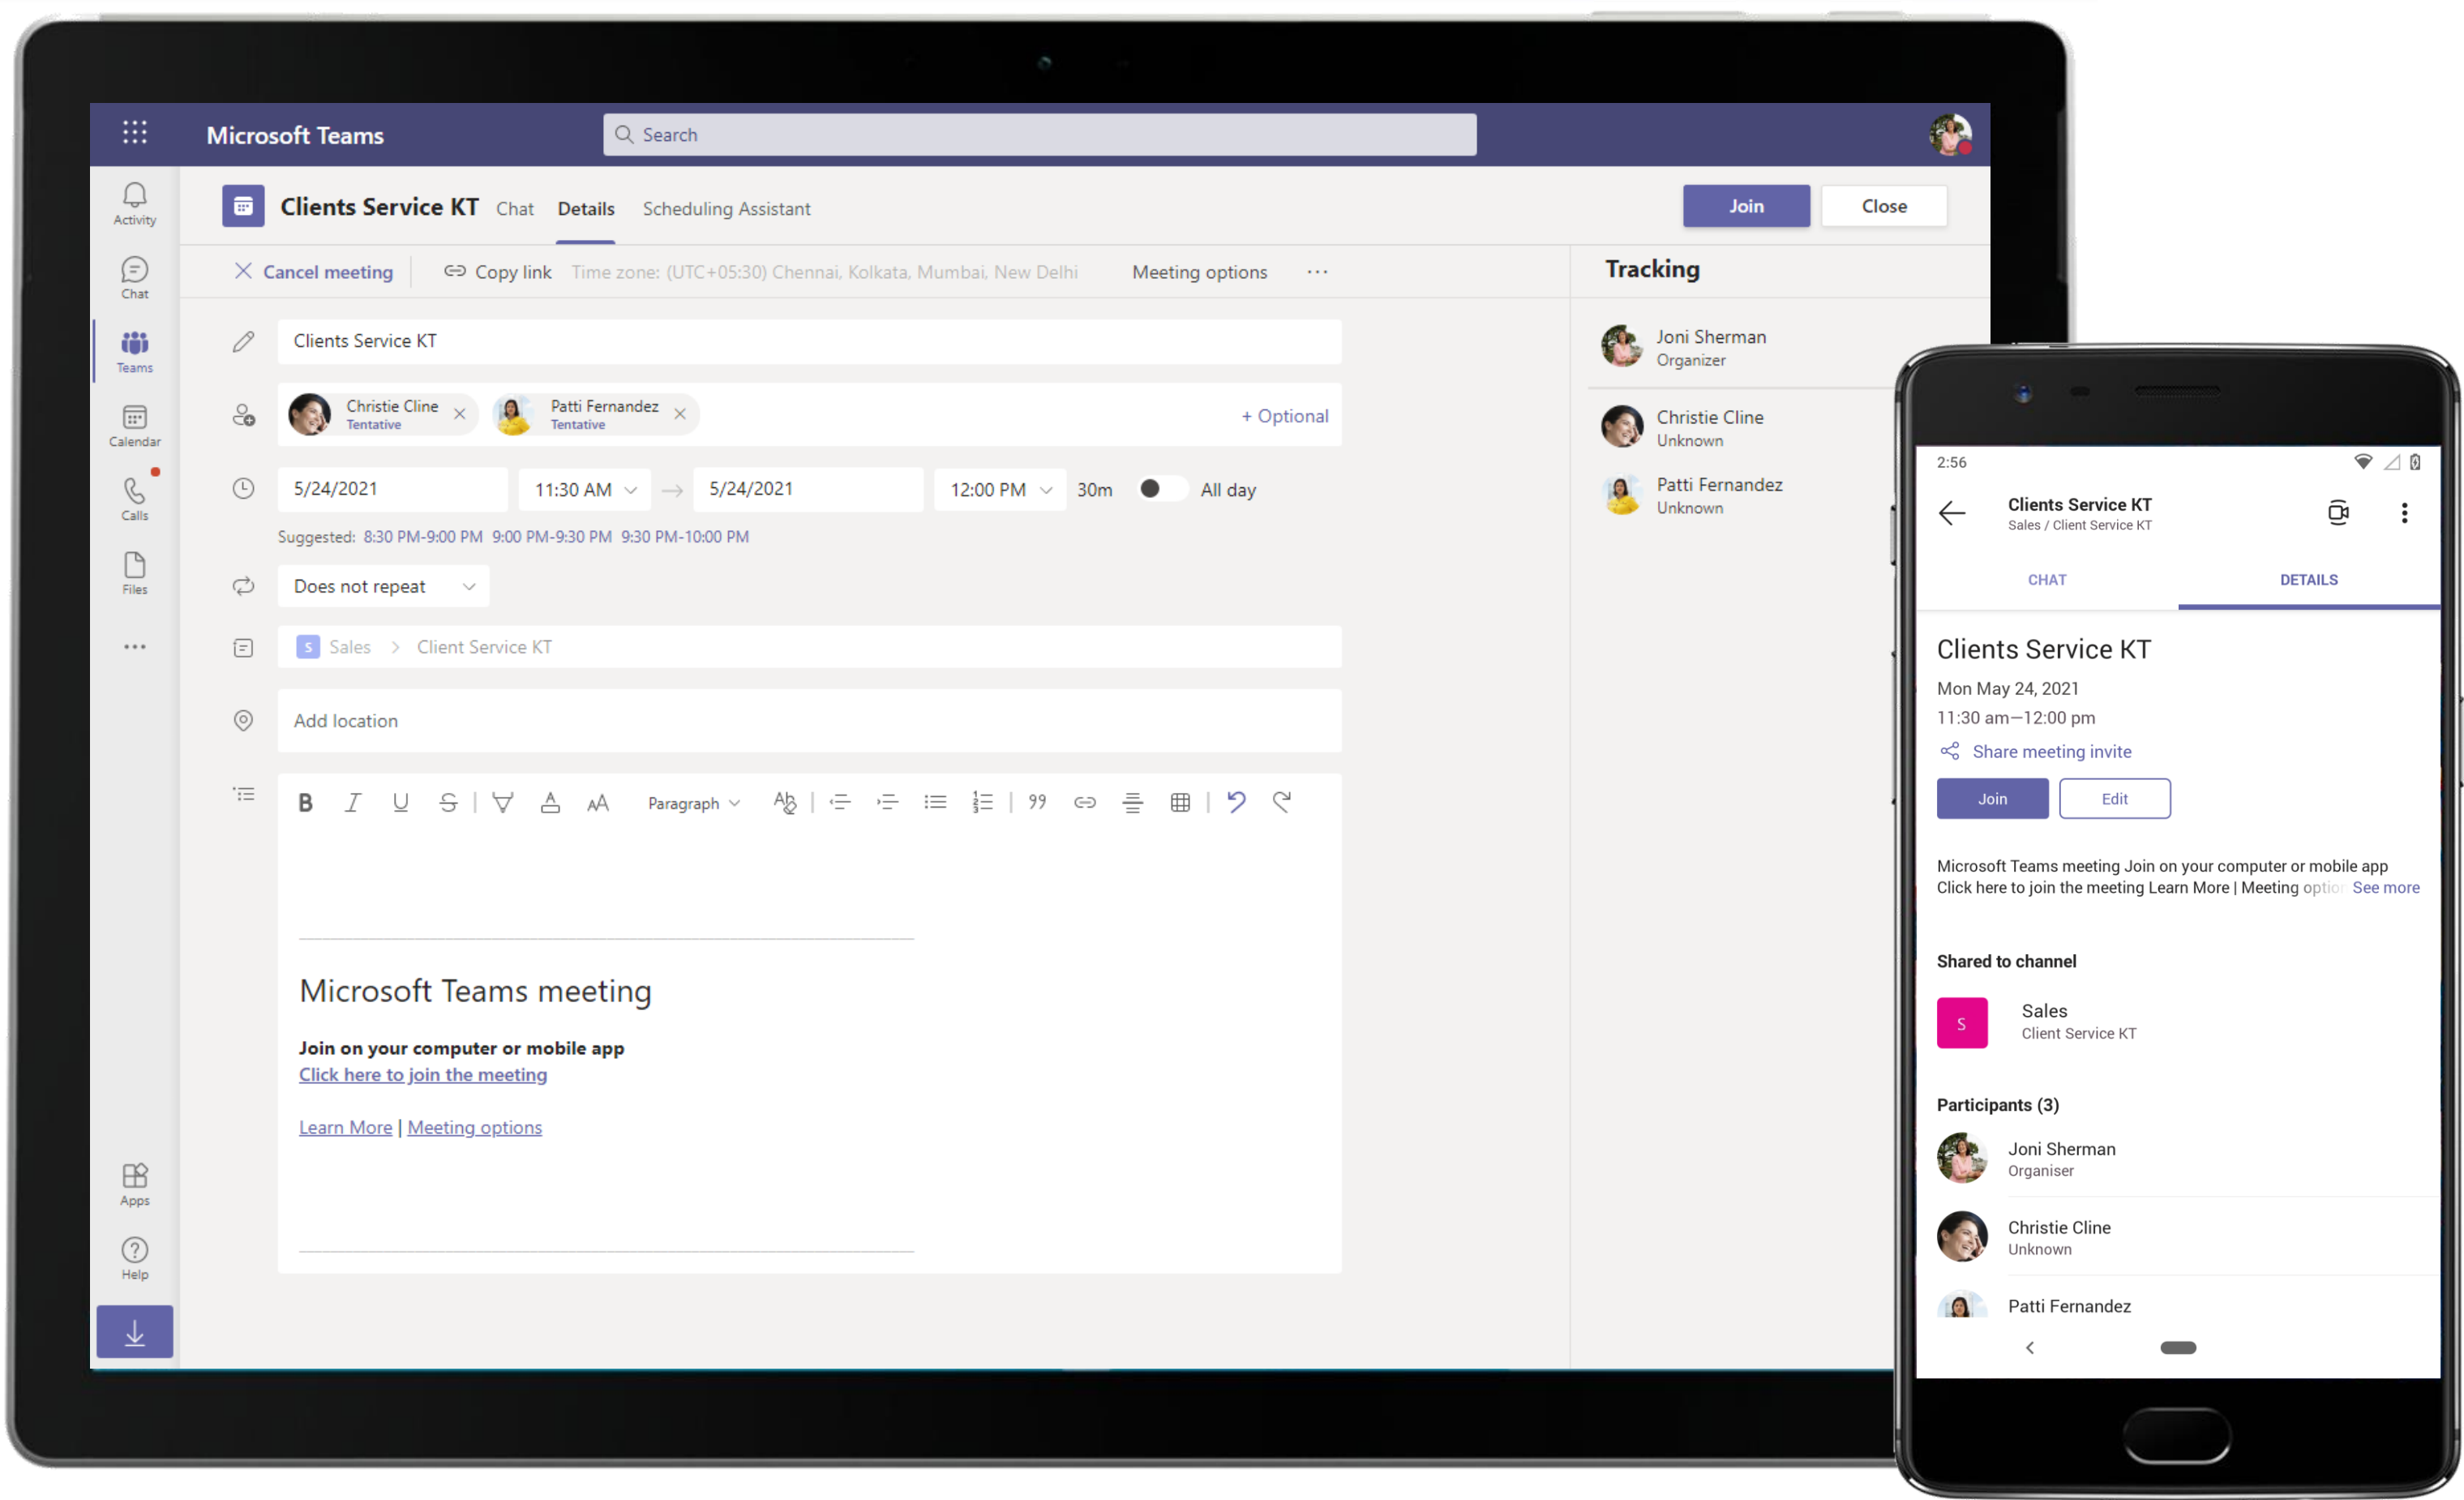 Microsoft Teams
Search
Activity
Chat
Teams
Calendar
Calls
Files
Apps
Help
Clients Service KT Chat Details Scheduling Assistant
Join Close
Cancel meeting Copy link Time zone: (UTC+05:30) Chennai, Kolkata, Mumbai, New Delhi Meeting options ...
Clients Service KT
Christie Cline
Tentative
Patti Fernandez
Tentative
+ Optional
5/24/2021 11:30 AM 5/24/2021 12:00 PM 30m All day
Suggested: 8:30 PM-9:00 PM 9:00 PM-9:30 PM 9:30 PM-10:00 PM
Does not repeat
S Sales > Client Service KT
Add location
B I U S A AA Paragraph Ab 99
Microsoft Teams meeting
Join on your computer or mobile app
Click here to join the meeting
Learn More | Meeting options
Tracking
Joni Sherman
Organizer
Christie Cline
Unknown
Patti Fernandez
Unknown
2:56
Clients Service KT
Sales / Client Service KT
CHAT DETAILS
Clients Service KT
Mon May 24, 2021
11:30 am—12:00 pm
Share meeting invite
Join Edit
Microsoft Teams meeting Join on your computer or mobile app
Click here to join the meeting Learn More | Meeting option See more
Shared to channel
S
Sales
Client Service KT
Participants (3)
Joni Sherman
Organiser
Christie Cline
Unknown
Patti Fernandez